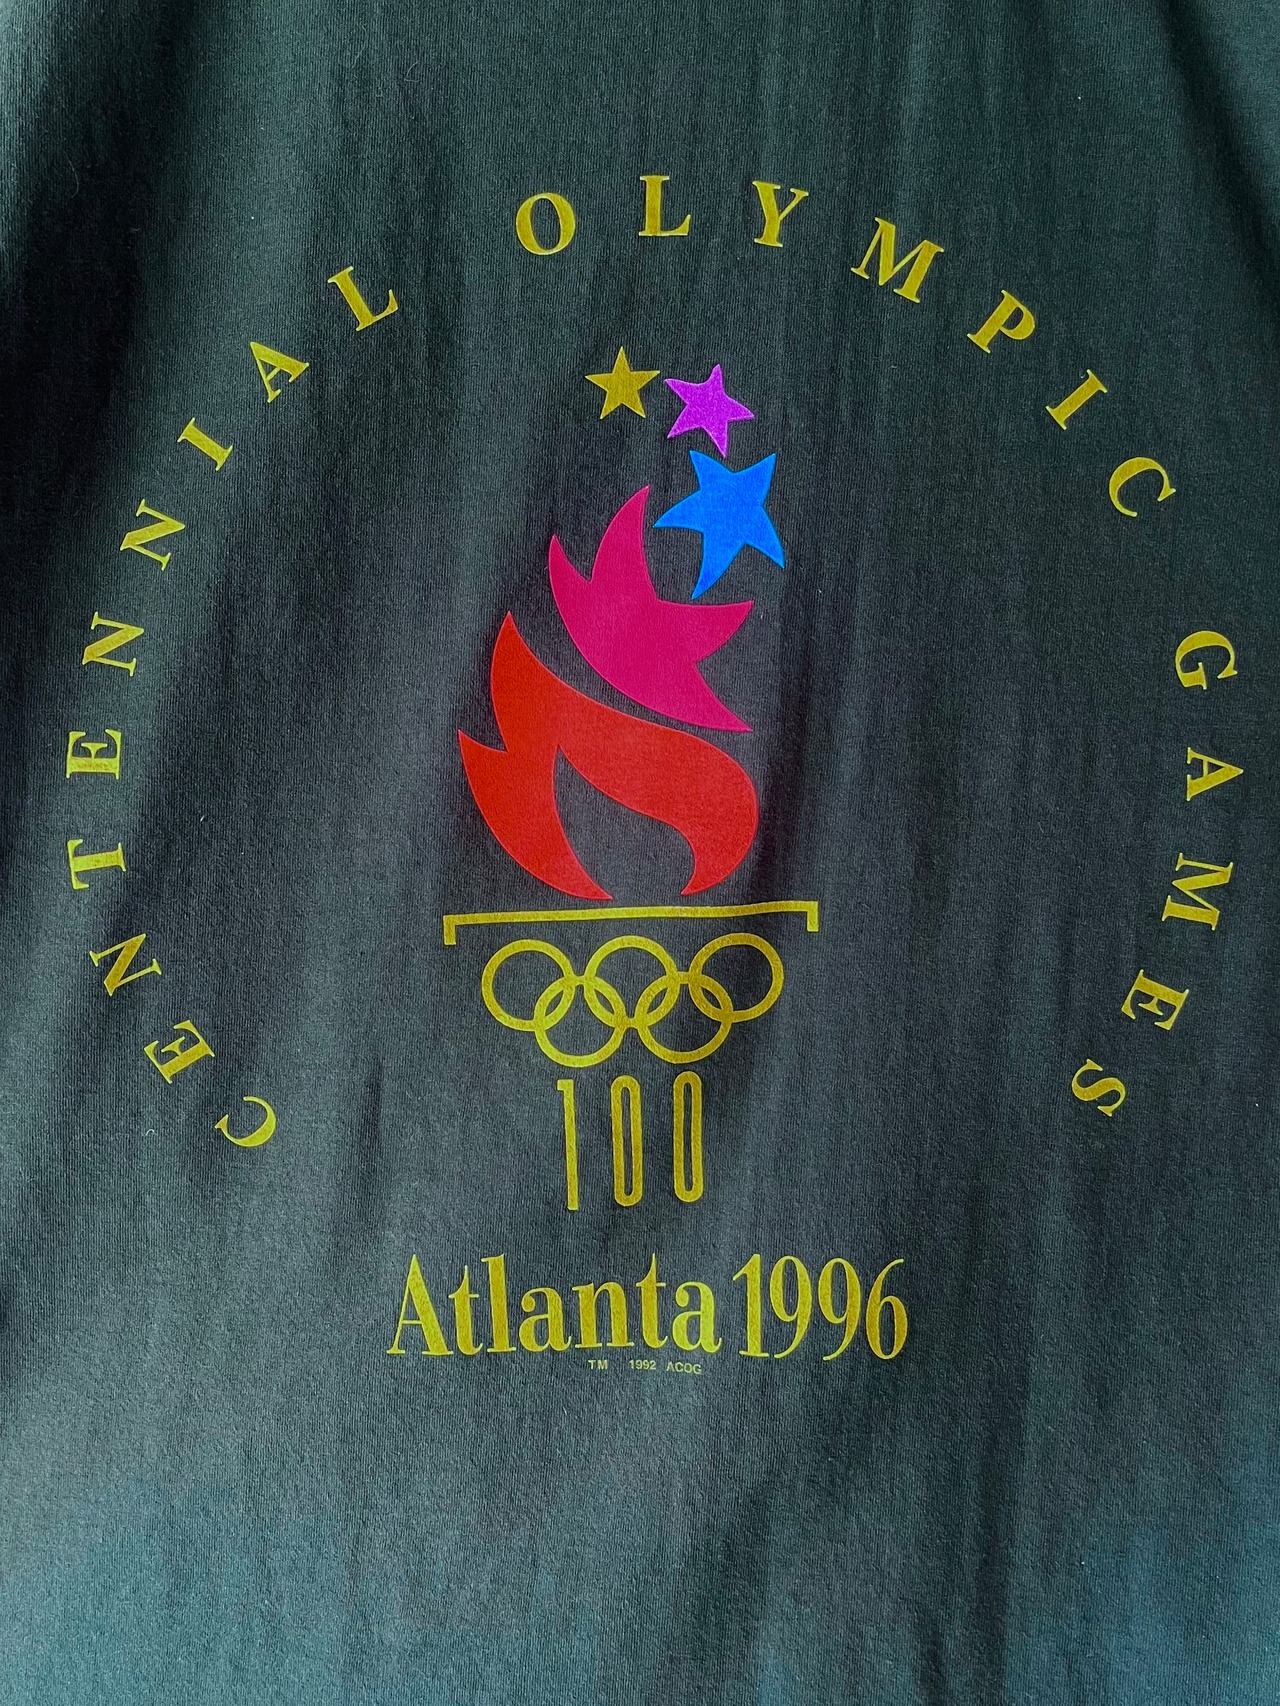 CENTENNIAL OLYMPIC GAMES
100
Atlanta 1996
TM 1992 ACOG